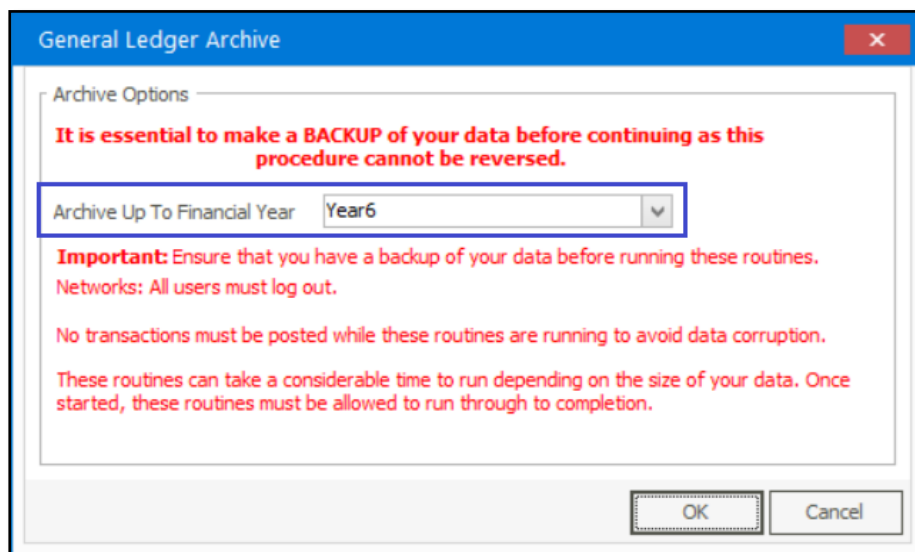 General Ledger Archive
Archive Options
It is essential to make a BACKUP of your data before continuing as this
procedure cannot be reversed.
Archive Up To Financial Year Year6
Important: Ensure that you have a backup of your data before running these routines.
Networks: All users must log out.
No transactions must be posted while these routines are running to avoid data corruption.
These routines can take a considerable time to run depending on the size of your data. Once
started, these routines must be allowed to run through to completion.
OK Cancel